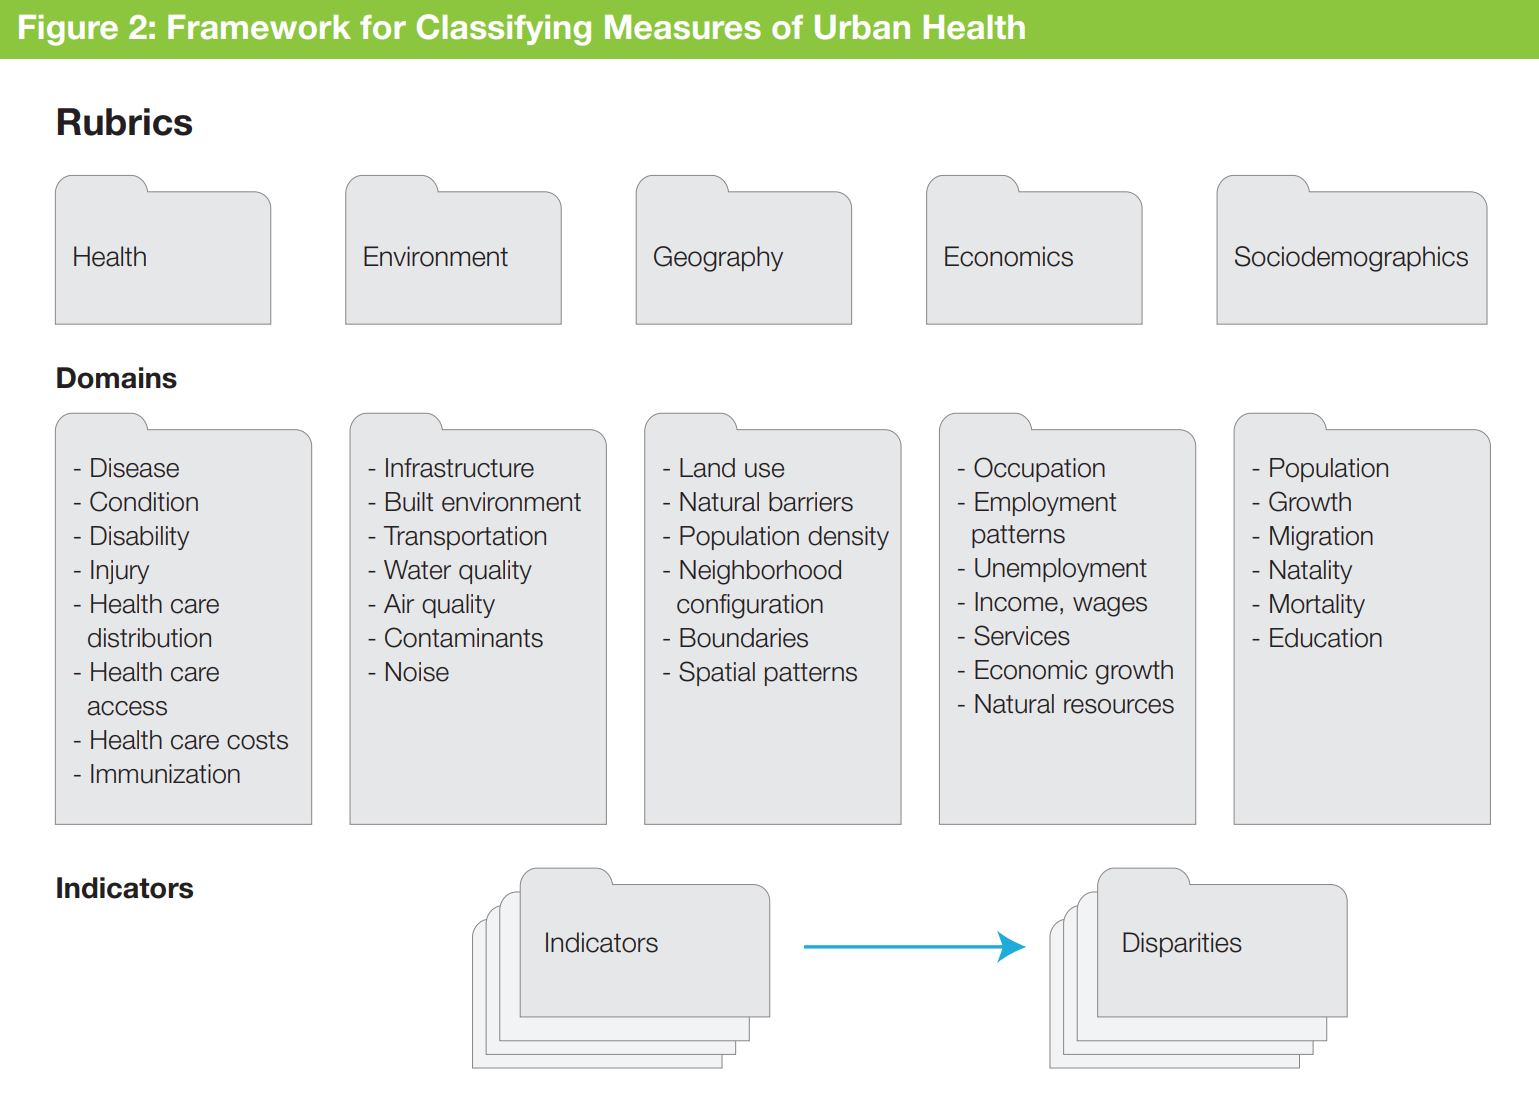 Figure 2: Framework for Classifying Measures of Urban Health
Rubrics
Health
Environment
Geography
Economics
Sociodemographics
Domains
- Disease
- Condition
- Disability
- Injury
- Health care
distribution
- Health care
access
- Health care costs
- Immunization
- Infrastructure
- Built environment
- Transportation
- Water quality
- Air quality
- Contaminants
- Noise
- Land use
- Natural barriers
- Population density
- Neighborhood
configuration
- Boundaries
- Spatial patterns
- Occupation
- Employment
patterns
- Unemployment
- Income, wages
- Services
- Economic growth
- Natural resources
- Population
- Growth
- Migration
- Natality
- Mortality
- Education
Indicators
Indicators
Disparities